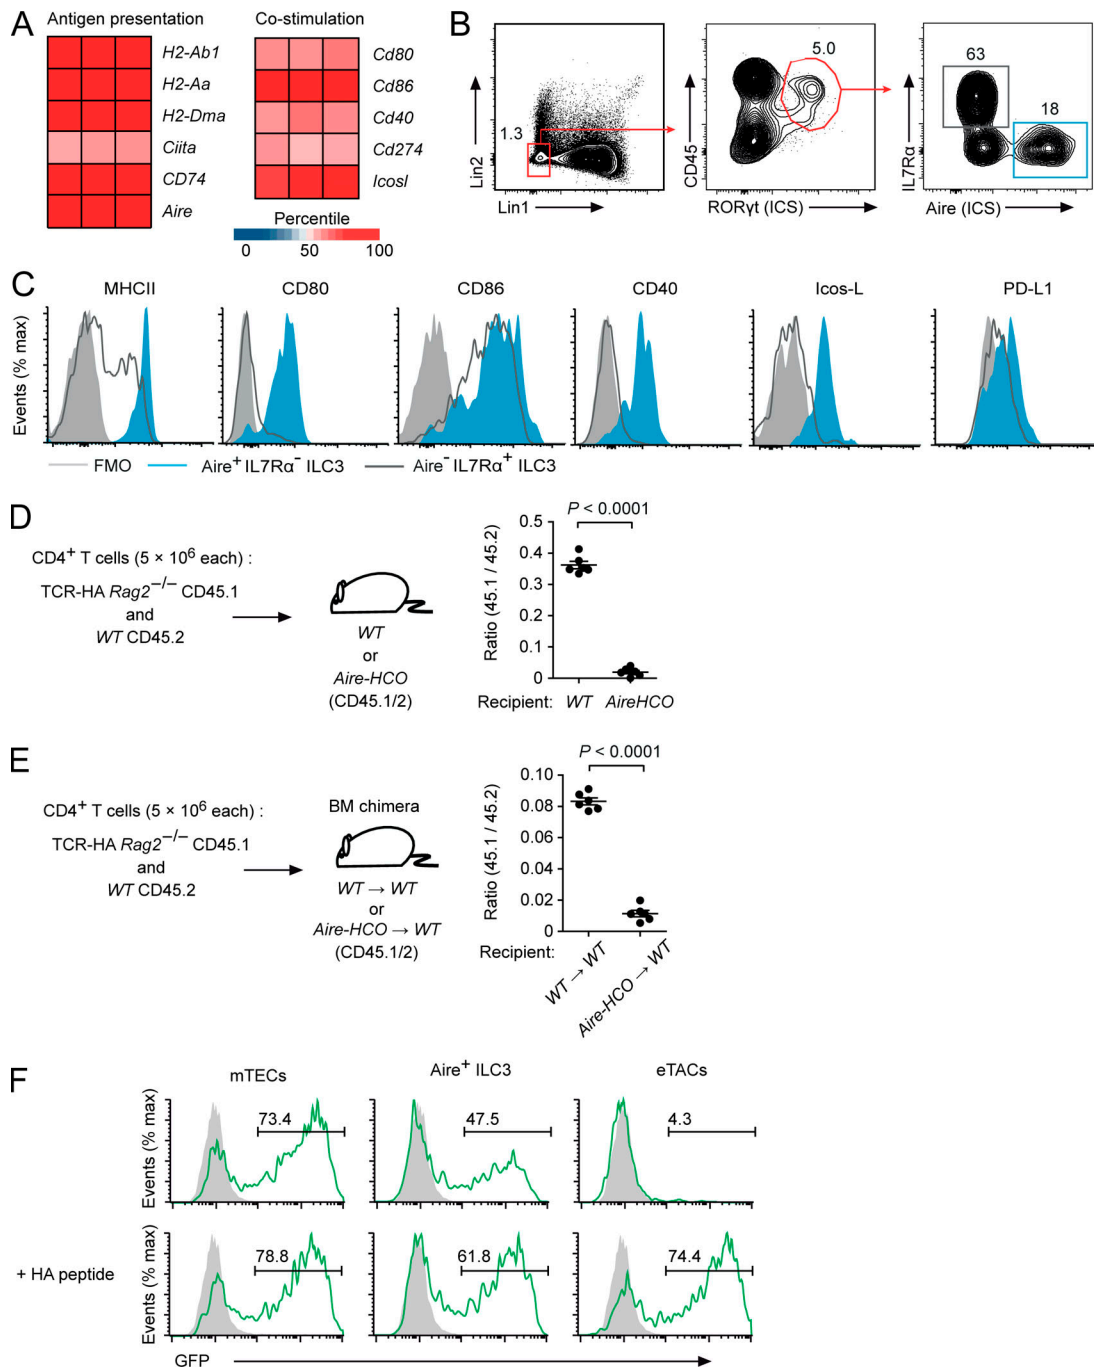 A
Antigen presentation
Co-stimulation
H2-Ab1
H2-Aa
H2-Dma
Ciita
CD74
Aire
Cd80
Cd86
Cd40
Cd274
Icosl
Percentile
0 50 100
B
1.3
Lin2
Lin1
5.0
CD45
RORγt (ICS)
63
18
IL7Rα
Aire (ICS)
C
MHCII CD80 CD86 CD40 Icos-L PD-L1
Events (% max)
FMO Aire⁺ IL7Rα⁻ ILC3 Aire⁻ IL7Rα⁺ ILC3
D
CD4⁺ T cells (5 × 10⁶ each) :
TCR-HA Rag2⁻/⁻ CD45.1
and
WT CD45.2
WT
or
Aire-HCO
(CD45.1/2)
P < 0.0001
Ratio (45.1 / 45.2)
0.5
0.4
0.3
0.2
0.1
0
Recipient: WT AireHCO
E
CD4⁺ T cells (5 × 10⁶ each) :
TCR-HA Rag2⁻/⁻ CD45.1
and
WT CD45.2
BM chimera
WT → WT
or
Aire-HCO → WT
(CD45.1/2)
P < 0.0001
Ratio (45.1 / 45.2)
0.10
0.08
0.06
0.04
0.02
0
Recipient:
WT → WT
Aire-HCO → WT
F
mTECs Aire⁺ ILC3 eTACs
Events (% max)
73.4 47.5 4.3
+ HA peptide
Events (% max)
78.8 61.8 74.4
GFP